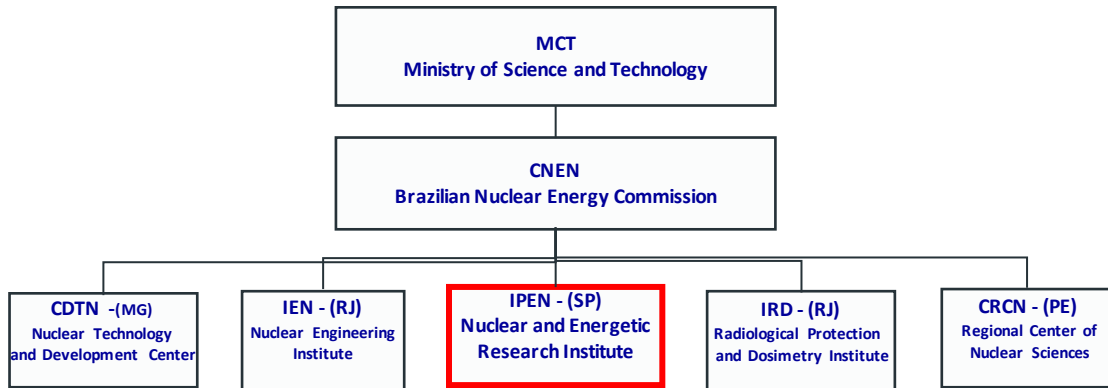 MCT
Ministry of Science and Technology
CNEN
Brazilian Nuclear Energy Commission
CDTN -(MG)
Nuclear Technology
and Development Center
IEN - (RJ)
Nuclear Engineering
Institute
IPEN - (SP)
Nuclear and Energetic
Research Institute
IRD - (RJ)
Radiological Protection
and Dosimetry Institute
CRCN - (PE)
Regional Center of
Nuclear Sciences